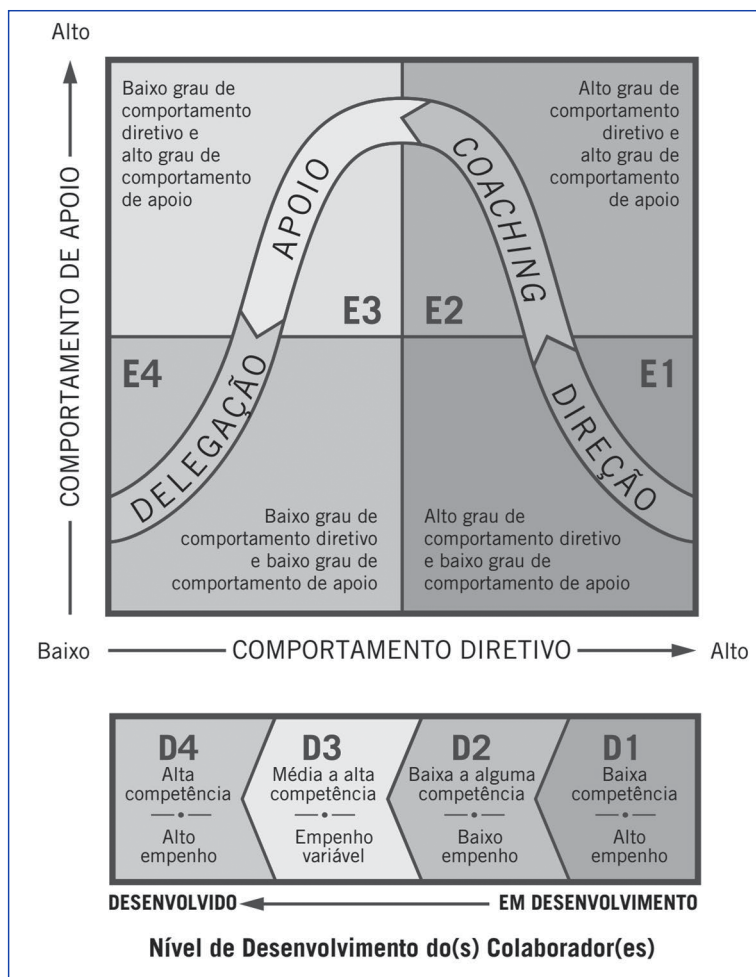 Alto
COMPORTAMENTO DE APOIO
Baixo grau de
comportamento
diretivo e
alto grau de
comportamento
de apoio
Alto grau de
comportamento
diretivo e
alto grau de
comportamento
de apoio
APOIO
COACHING
E3
E2
E4
E1
DELEGAÇÃO
DIREÇÃO
Baixo grau de
comportamento diretivo
e baixo grau de
comportamento de apoio
Alto grau de
comportamento diretivo
e baixo grau de
comportamento de apoio
Baixo
COMPORTAMENTO DIRETIVO
Alto
D4
Alta
competência
Alto
empenho
D3
Média a alta
competência
Empenho
variável
D2
Baixa a alguma
competência
Baixo
empenho
D1
Baixa
competência
Alto
empenho
DESENVOLVIDO
EM DESENVOLVIMENTO
Nível de Desenvolvimento do(s) Colaborador(es)